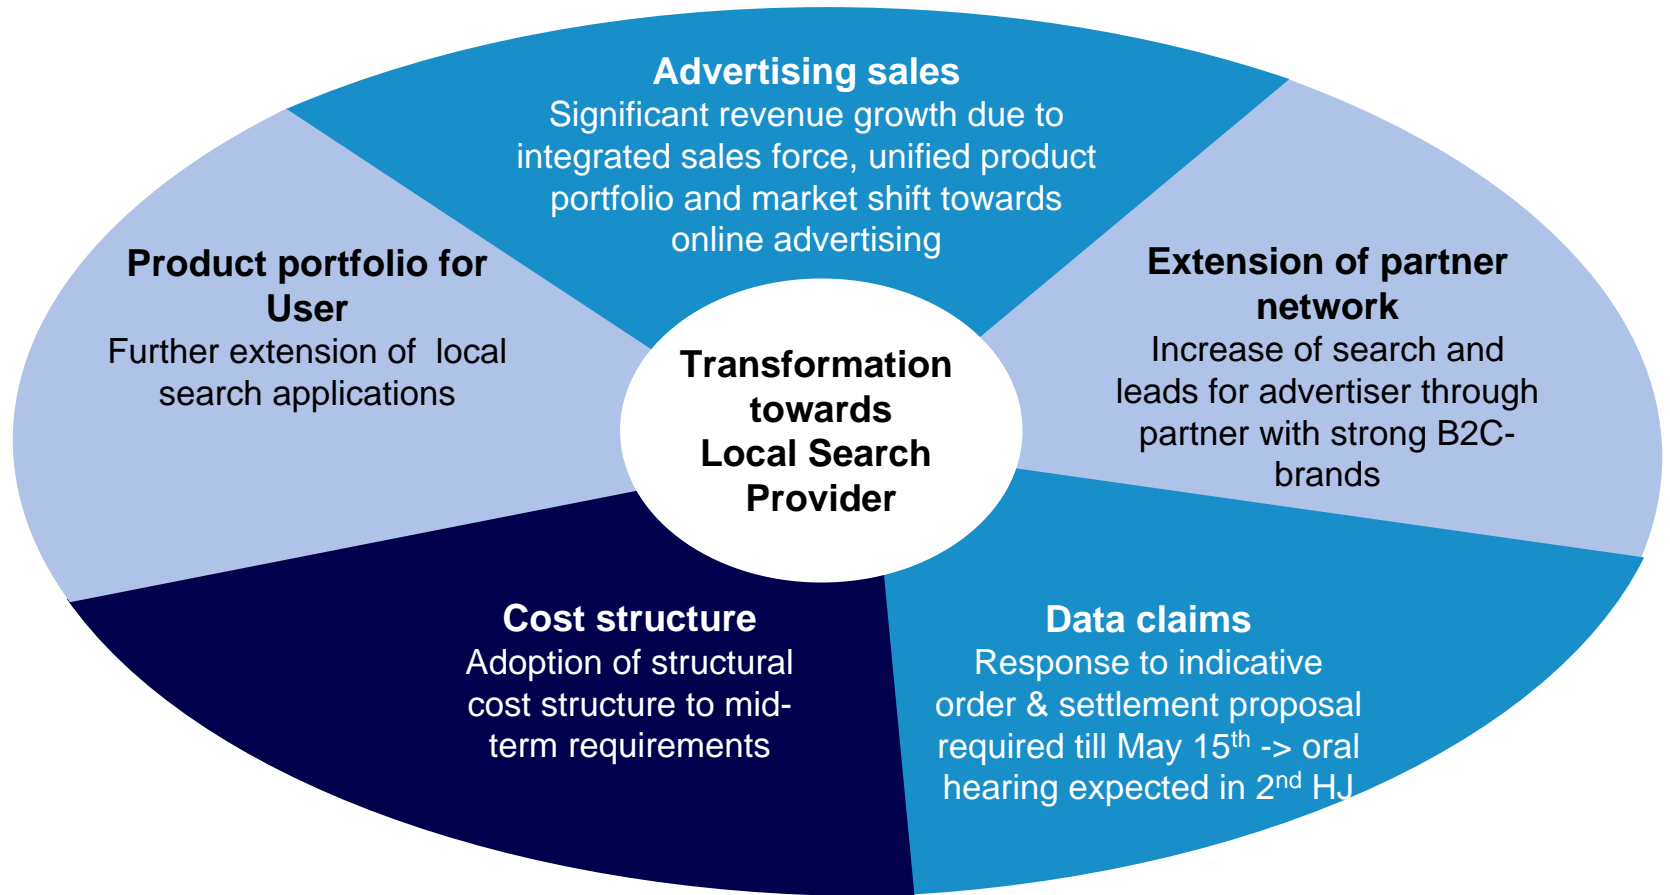 Advertising sales
Significant revenue growth due to
integrated sales force, unified product
portfolio and market shift towards
online advertising
Product portfolio for
User
Further extension of  local
search applications
Extension of partner
network
Increase of search and
leads for advertiser through
partner with strong B2C-
brands
Transformation
towards
Local Search
Provider
Cost structure
Adoption of structural
cost structure to mid-
term requirements
Data claims
Response to indicative
order & settlement proposal
required till May 15th -> oral
hearing expected in 2nd HJ